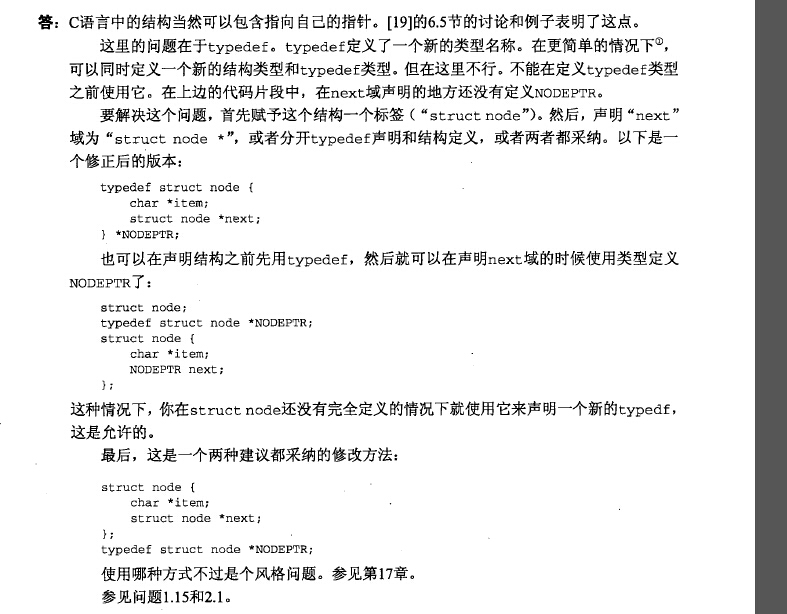 答：C语言中的结构当然可以包含指向自己的指针。[19]的6.5节的讨论和例子表明了这点。
这里的问题在于typedef。typedef定义了一个新的类型名称。在更简单的情况下①，
可以同时定义一个新的结构类型和typedef类型。但在这里不行。不能在定义typedef类型
之前使用它。在上边的代码片段中，在next域声明的地方还没有定义NODEPTR。
要解决这个问题，首先赋予这个结构一个标签（“struct node”）。然后，声明“next”
域为“struct node *”，或者分开typedef声明和结构定义，或者两者都采纳。以下是一
个修正后的版本：
typedef struct node {
char *item;
struct node *next;
} *NODEPTR;
也可以在声明结构之前先用typedef，然后就可以在声明next域的时候使用类型定义
NODEPTR了：
struct node;
typedef struct node *NODEPTR;
struct node {
char *item;
NODEPTR next;
};
这种情况下，你在struct node还没有完全定义的情况下就使用它来声明一个新的typedf，
这是允许的。
最后，这是一个两种建议都采纳的修改方法：
struct node {
char *item;
struct node *next;
};
typedef struct node *NODEPTR;
使用哪种方式不过是个风格问题。参见第17章。
参见问题1.15和2.1。